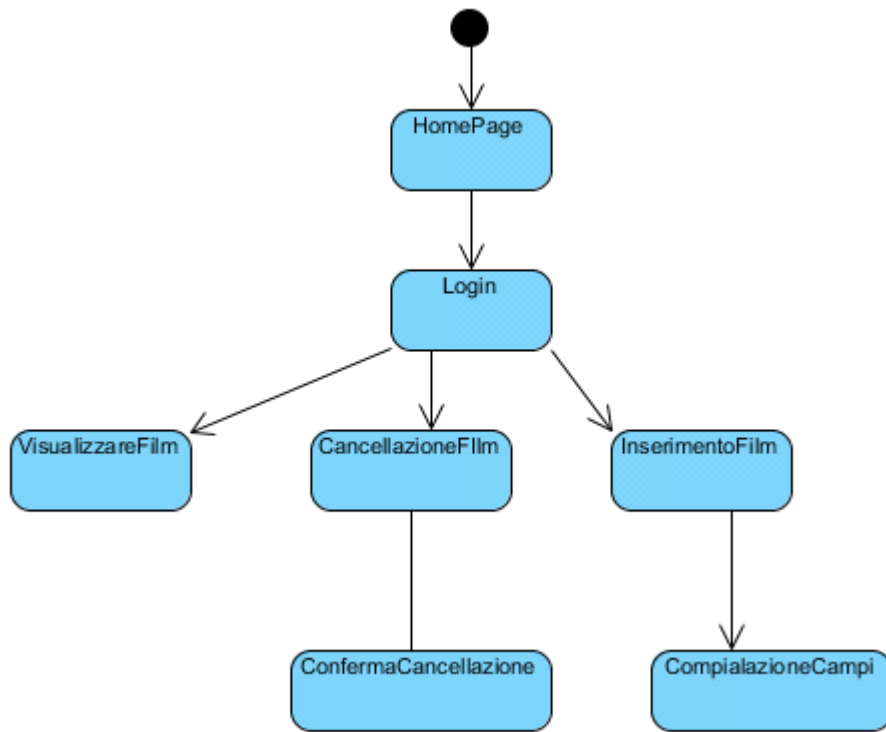 HomePage
Login
VisualizzareFilm
CancellazioneFIlm
InserimentoFilm
ConfermaCancellazione
CompialazioneCampi